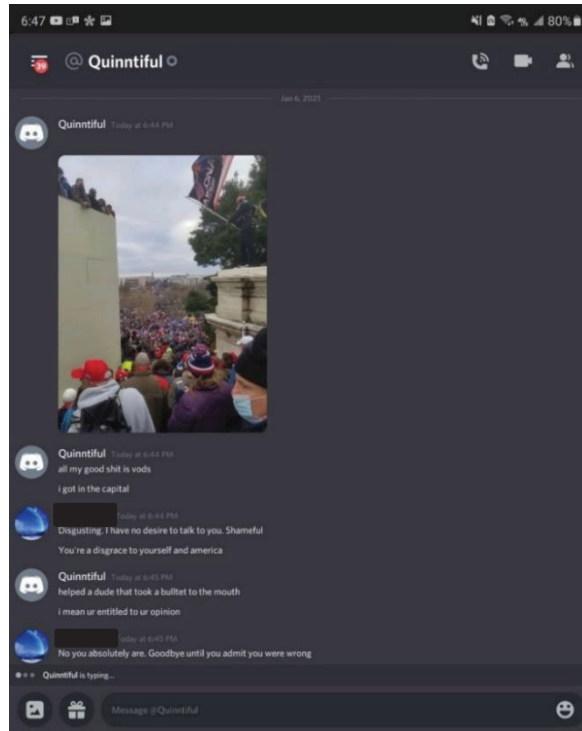 6:47
80%
39
@ Quinntiful
Jan 6, 2021
Quinntiful Today at 6:44 PM
Quinntiful Today at 6:44 PM
all my good shit is vods
i got in the capital
Today at 6:44 PM
Disgusting. I have no desire to talk to you. Shameful
You're a disgrace to yourself and america
Quinntiful Today at 6:45 PM
helped a dude that took a bulltet to the mouth
i mean ur entitled to ur opinion
Today at 6:45 PM
No you absolutely are. Goodbye until you admit you were wrong
Quinntiful is typing...
Message @Quinntiful